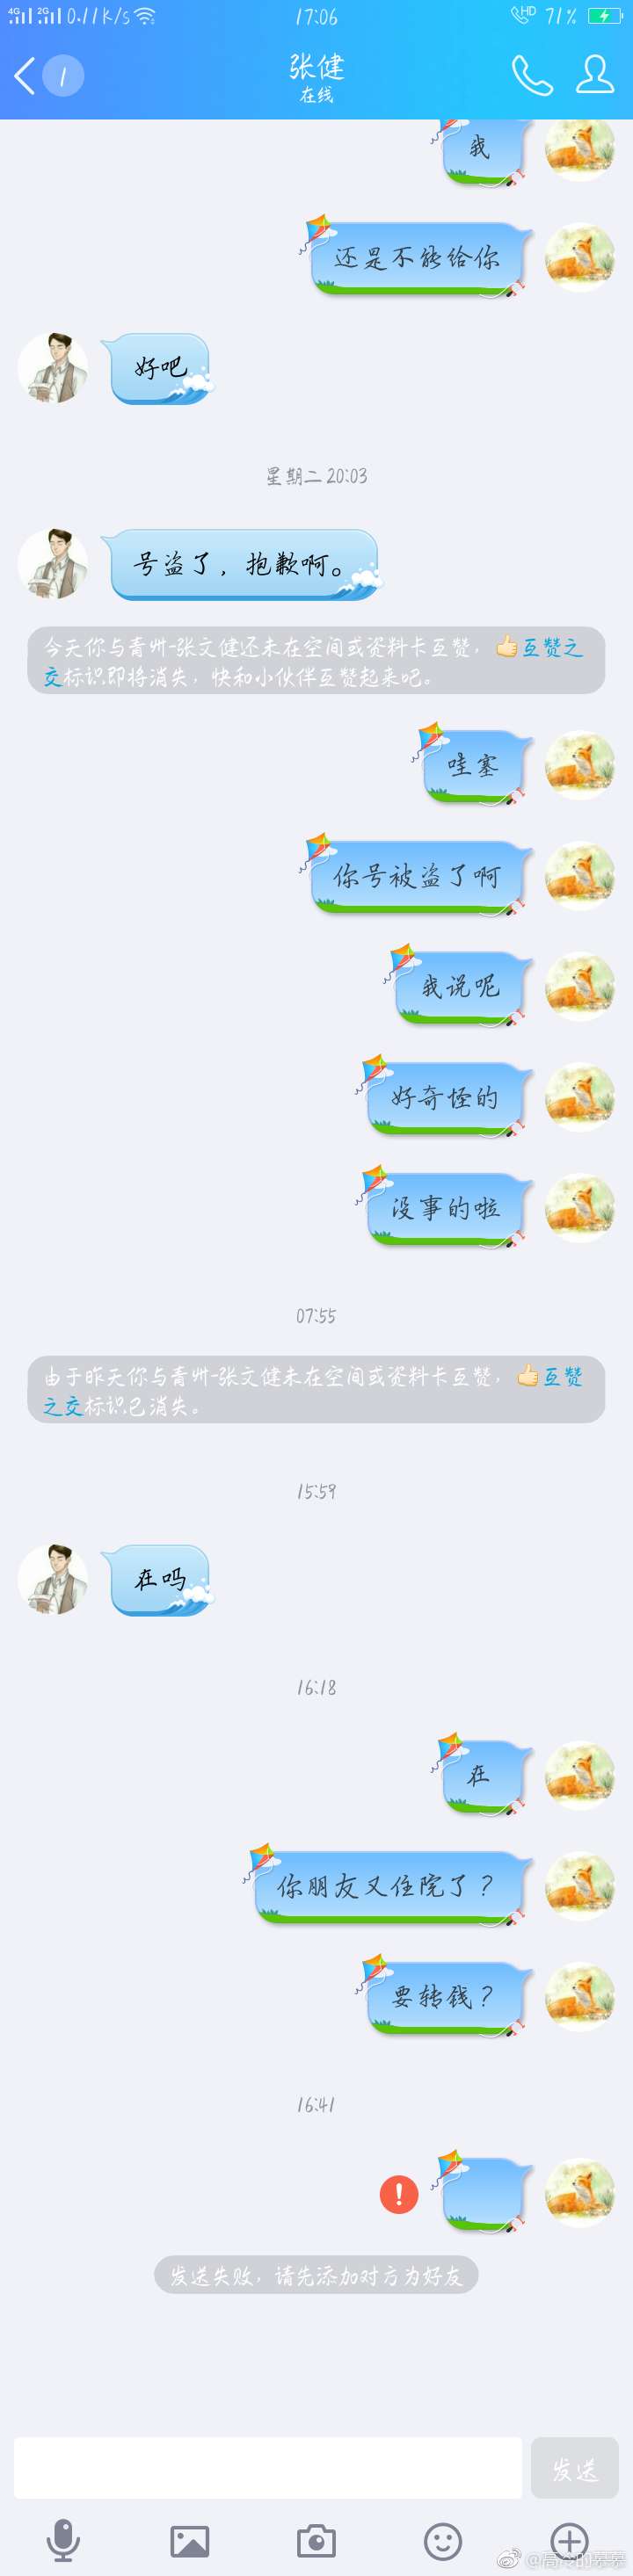 4G 2G 0.11k/s 17:06 HD 71%
1
张健
在线
我
还是不能给你
好吧
星期二 20:03
号盗了，抱歉啊。
今天你与青州-张文健还未在空间或资料卡互赞，👍互赞之
交标识即将消失，快和小伙伴互赞起来吧。
哇塞
你号被盗了啊
我说呢
好奇怪的
没事的啦
07:55
由于昨天你与青州-张文健未在空间或资料卡互赞，👍互赞
之交标识已消失。
15:59
在吗
16:18
在
你朋友又住院了？
要转钱？
16:41
!
发送失败，请先添加对方为好友
发送
@高冷的慕慕